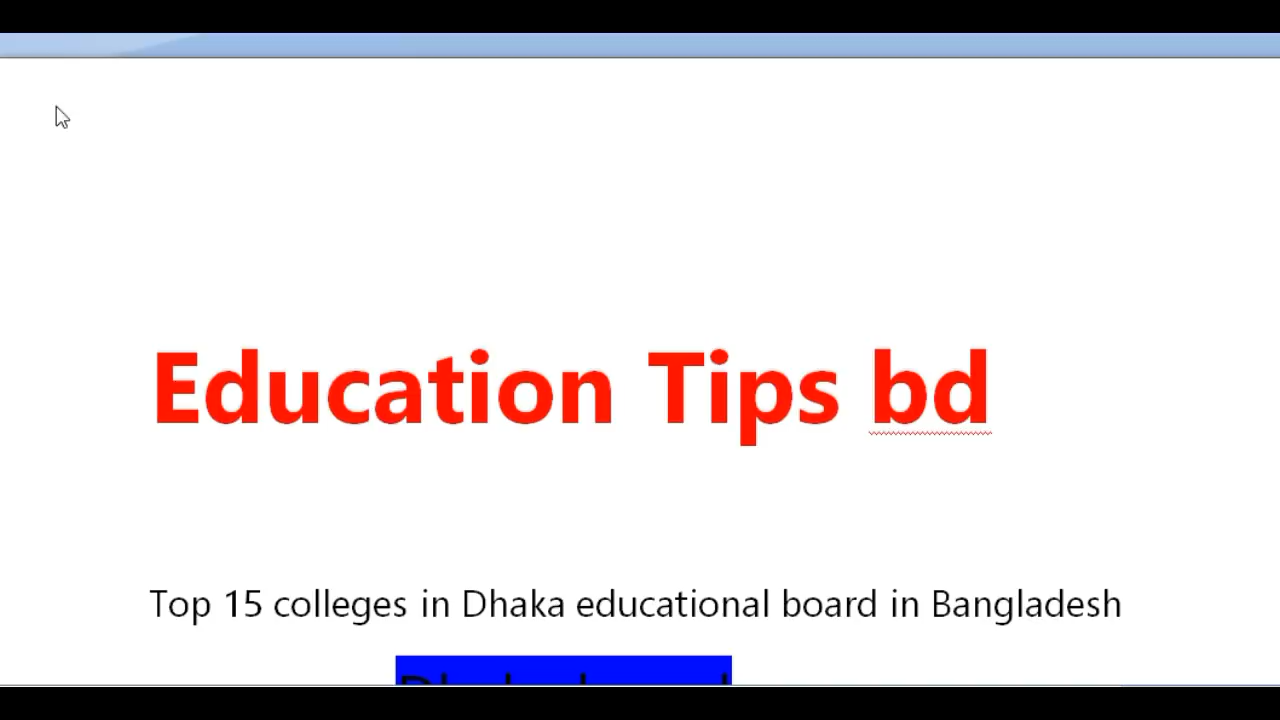 Education Tips bd
Top 15 colleges in Dhaka educational board in Bangladesh